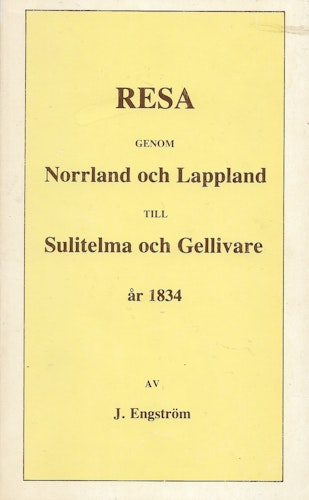 RESA
GENOM
Norrland och Lappland
TILL
Sulitelma och Gellivare
år 1834
AV
J. Engström